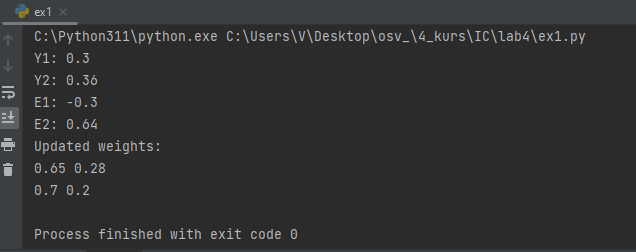 ex1
C:\Python311\python.exe C:\Users\V\Desktop\osv_\4_kurs\IC\lab4\ex1.py
Y1: 0.3
Y2: 0.36
E1: -0.3
E2: 0.64
Updated weights:
0.65 0.28
0.7 0.2
Process finished with exit code 0